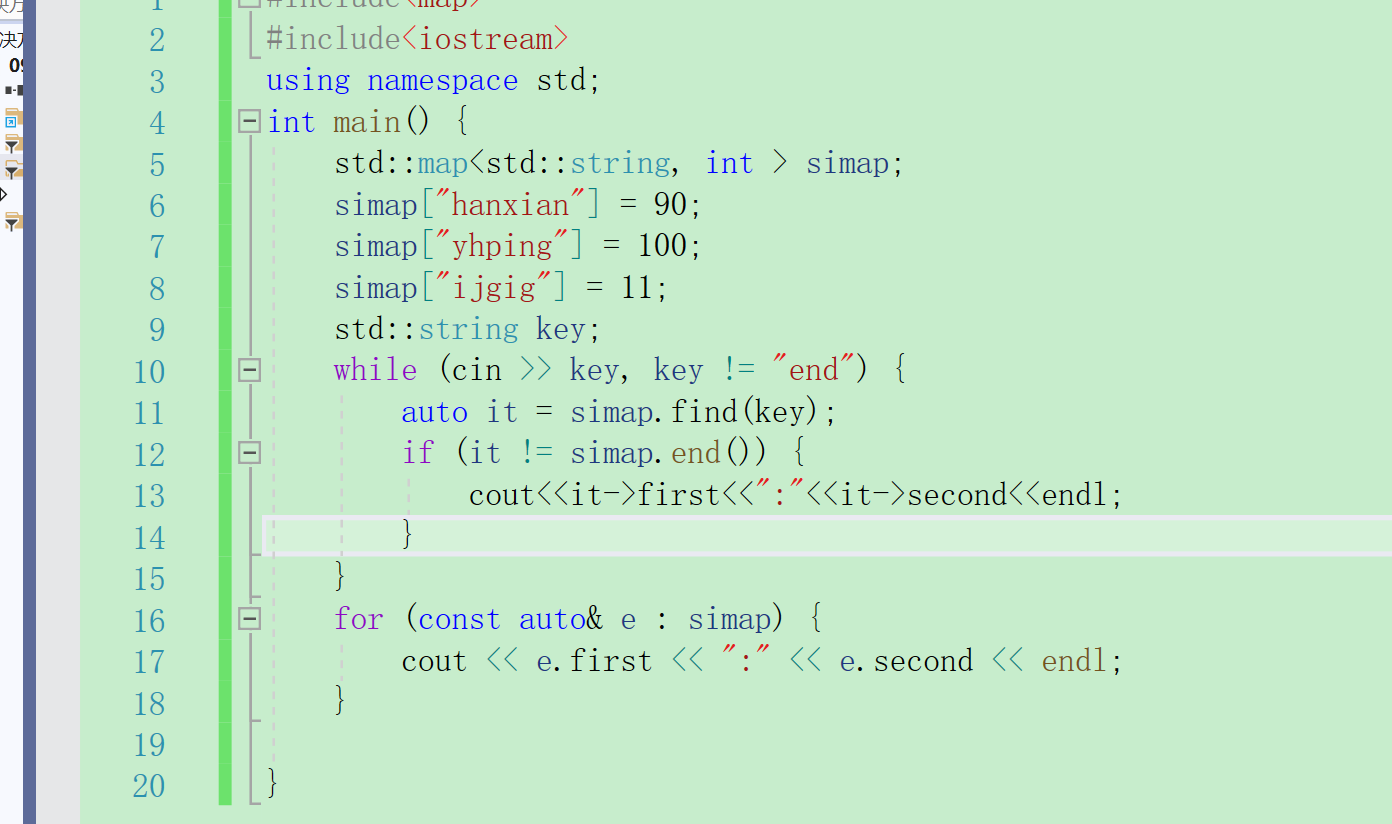 1 #include<map>
2 #include<iostream>
3 using namespace std;
4 int main() {
5 std::map<std::string, int > simap;
6 simap["hanxian"] = 90;
7 simap["yhping"] = 100;
8 simap["ijgig"] = 11;
9 std::string key;
10 while (cin >> key, key != "end") {
11 auto it = simap.find(key);
12 if (it != simap.end()) {
13 cout<<it->first<<":"<<it->second<<endl;
14 }
15 }
16 for (const auto& e : simap) {
17 cout << e.first << ":" << e.second << endl;
18 }
19
20 }